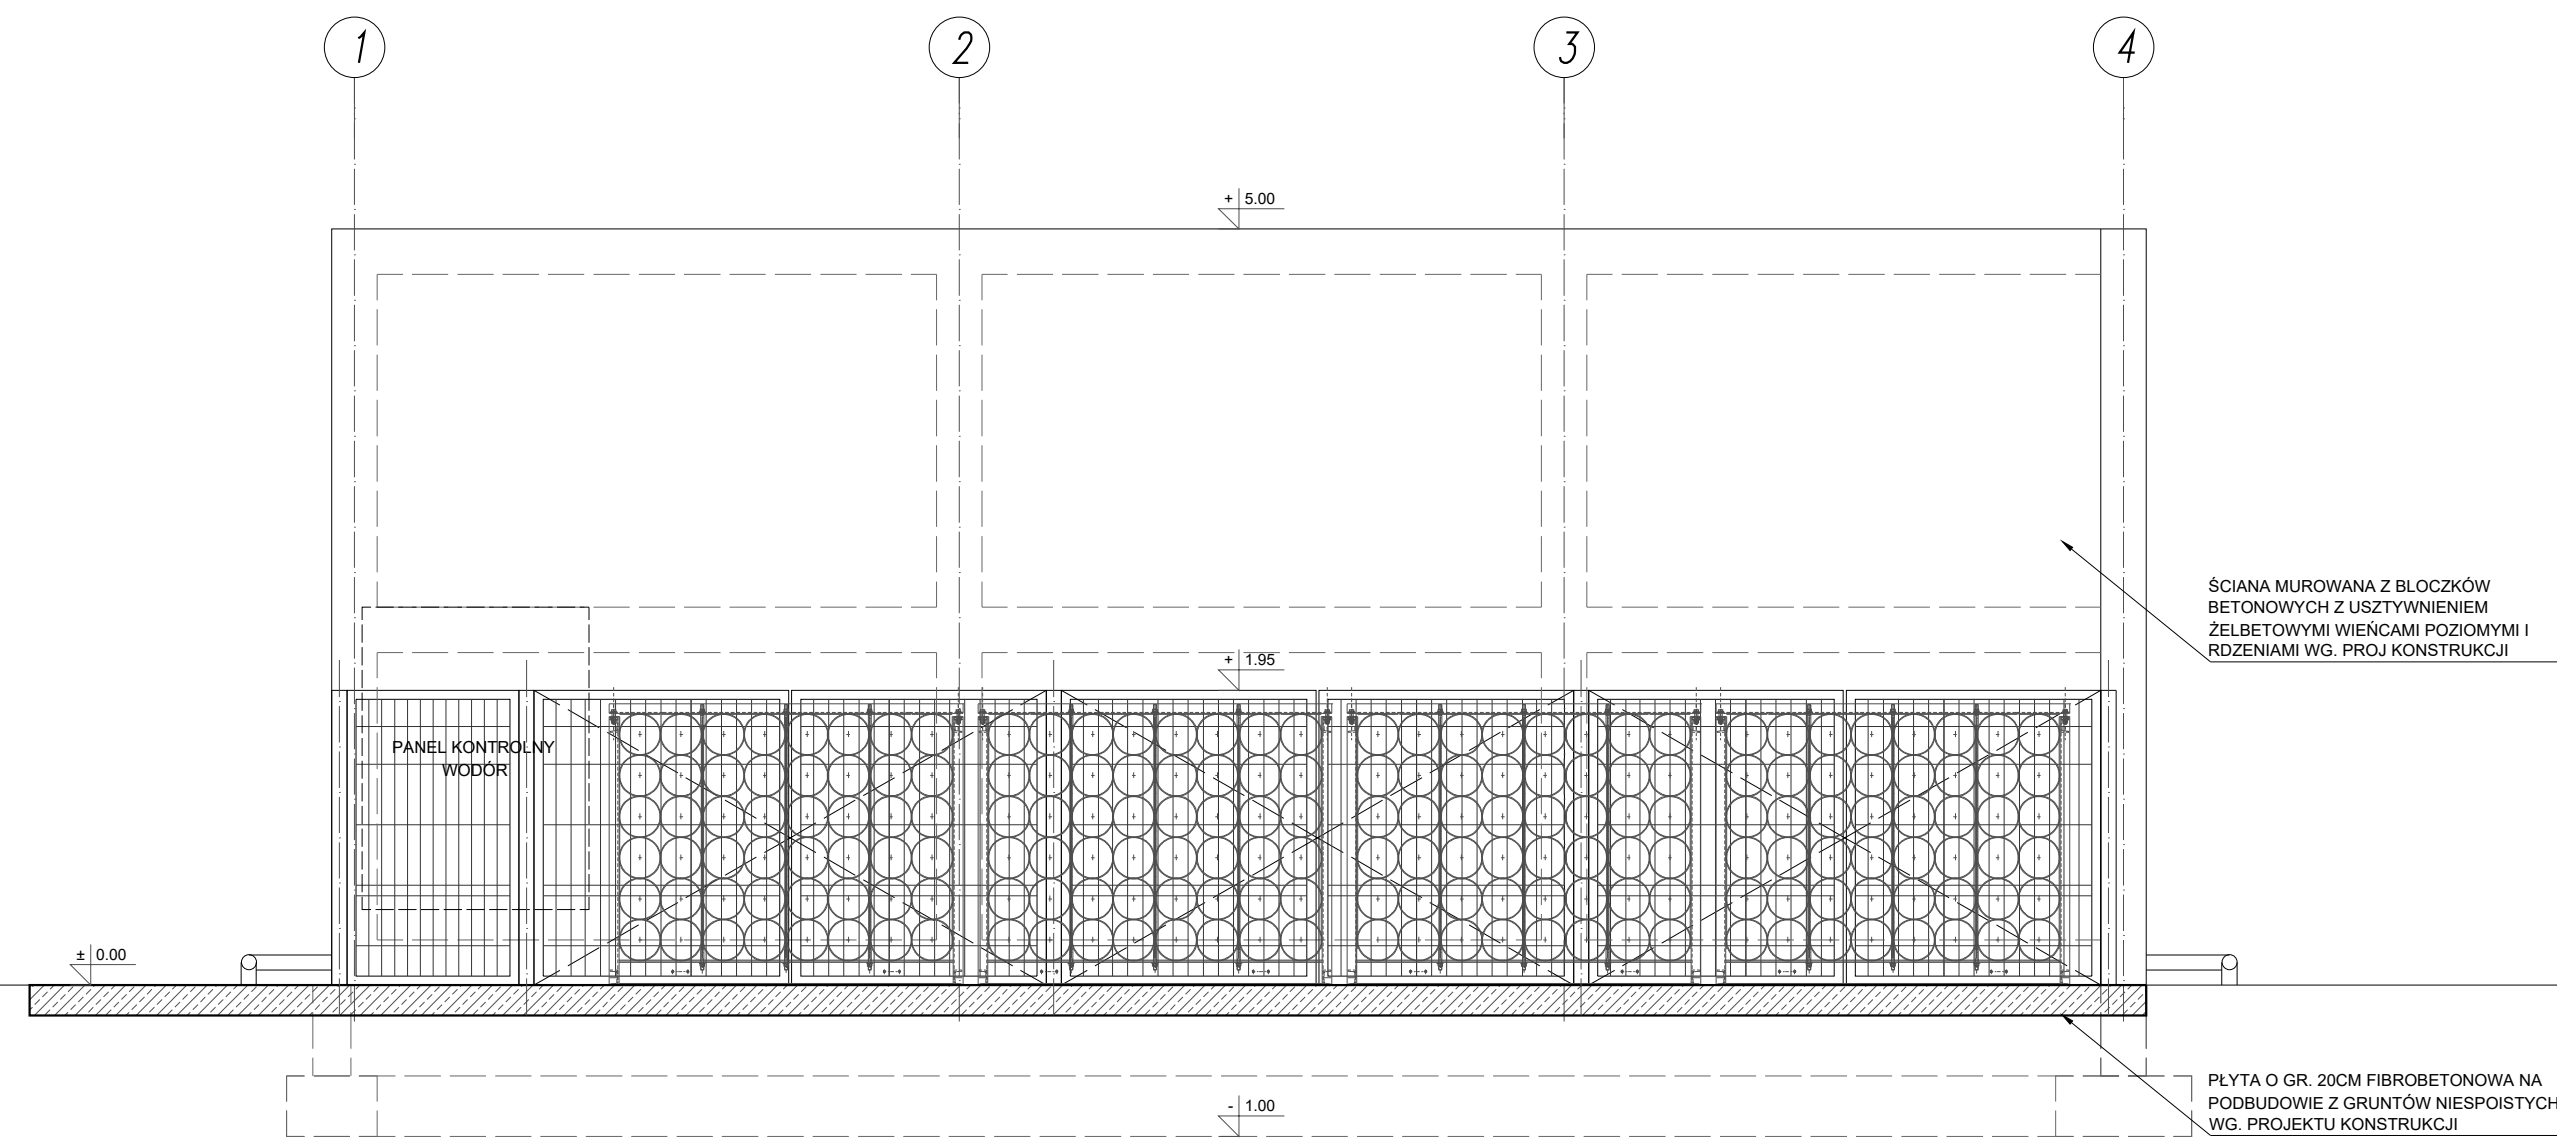 1
2
3
4
+ 5.00
ŚCIANA MUROWANA Z BLOCZKÓW
BETONOWYCH Z USZTYWNIENIEM
ŻELBETOWYMI WIEŃCAMI POZIOMYMI I
RDZENIAMI WG. PROJ KONSTRUKCJI
+ 1.95
PANEL KONTROLNY
WODÓR
± 0.00
PŁYTA O GR. 20CM FIBROBETONOWA NA
PODBUDOWIE Z GRUNTÓW NIESPOISTYCH
WG. PROJEKTU KONSTRUKCJI
- 1.00